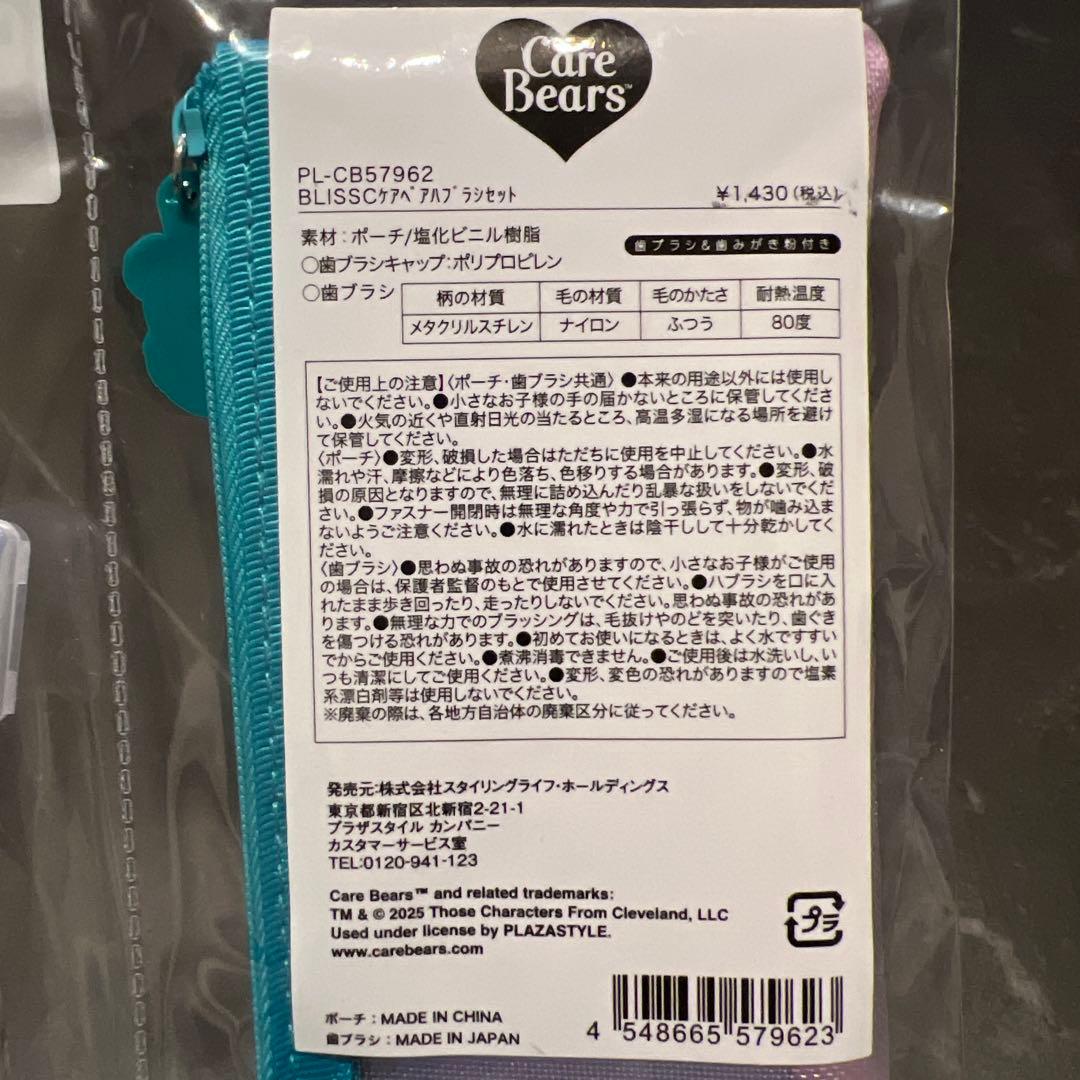 Care
Bears™
PL-CB57962
BLISSCｹｱﾍﾞｱﾊﾌﾞﾗｼｾｯﾄ
¥1,430(税込)
素材：ポーチ/塩化ビニル樹脂
歯ブラシ＆歯みがき粉付き
○歯ブラシキャップ：ポリプロピレン
○歯ブラシ
柄の材質 毛の材質 毛のかたさ 耐熱温度
メタクリルスチレン ナイロン ふつう 80度
【ご使用上の注意】〈ポーチ・歯ブラシ共通〉●本来の用途以外には使用し
ないでください。●小さなお子様の手の届かないところに保管してくださ
い。●火気の近くや直射日光の当たるところ、高温多湿になる場所を避け
て保管してください。
〈ポーチ〉●変形、破損した場合はただちに使用を中止してください。●水
濡れや汗、摩擦などにより色落ち、色移りする場合があります。●変形、破
損の原因となりますので、無理に詰め込んだり乱暴な扱いをしないでくだ
さい。●ファスナー開閉時は無理な角度や力で引っ張らず、物が噛み込ま
ないようご注意ください。●水に濡れたときは陰干しして十分乾かしてく
ださい。
〈歯ブラシ〉●思わぬ事故の恐れがありますので、小さなお子様がご使用
の場合は、保護者監督のもとで使用させてください。●ハブラシを口に入
れたまま歩き回ったり、走ったりしないでください。思わぬ事故の恐れがあ
ります。●無理な力でのブラッシングは、毛抜けやのどを突いたり、歯ぐき
を傷つける恐れがあります。●初めてお使いになるときは、よく水ですすい
でからご使用ください。●煮沸消毒できません。●ご使用後は水洗いし、い
つも清潔にしてご使用ください。●変形、変色の恐れがありますので塩素
系漂白剤等は使用しないでください。
※廃棄の際は、各地方自治体の廃棄区分に従ってください。
発売元：株式会社スタイリングライフ・ホールディングス
東京都新宿区北新宿2-21-1
プラザスタイル カンパニー
カスタマーサービス室
TEL:0120-941-123
Care Bears™ and related trademarks:
TM & © 2025 Those Characters From Cleveland, LLC
Used under license by PLAZASTYLE.
www.carebears.com
プラ
ポーチ：MADE IN CHINA
歯ブラシ：MADE IN JAPAN
4 548665 579623